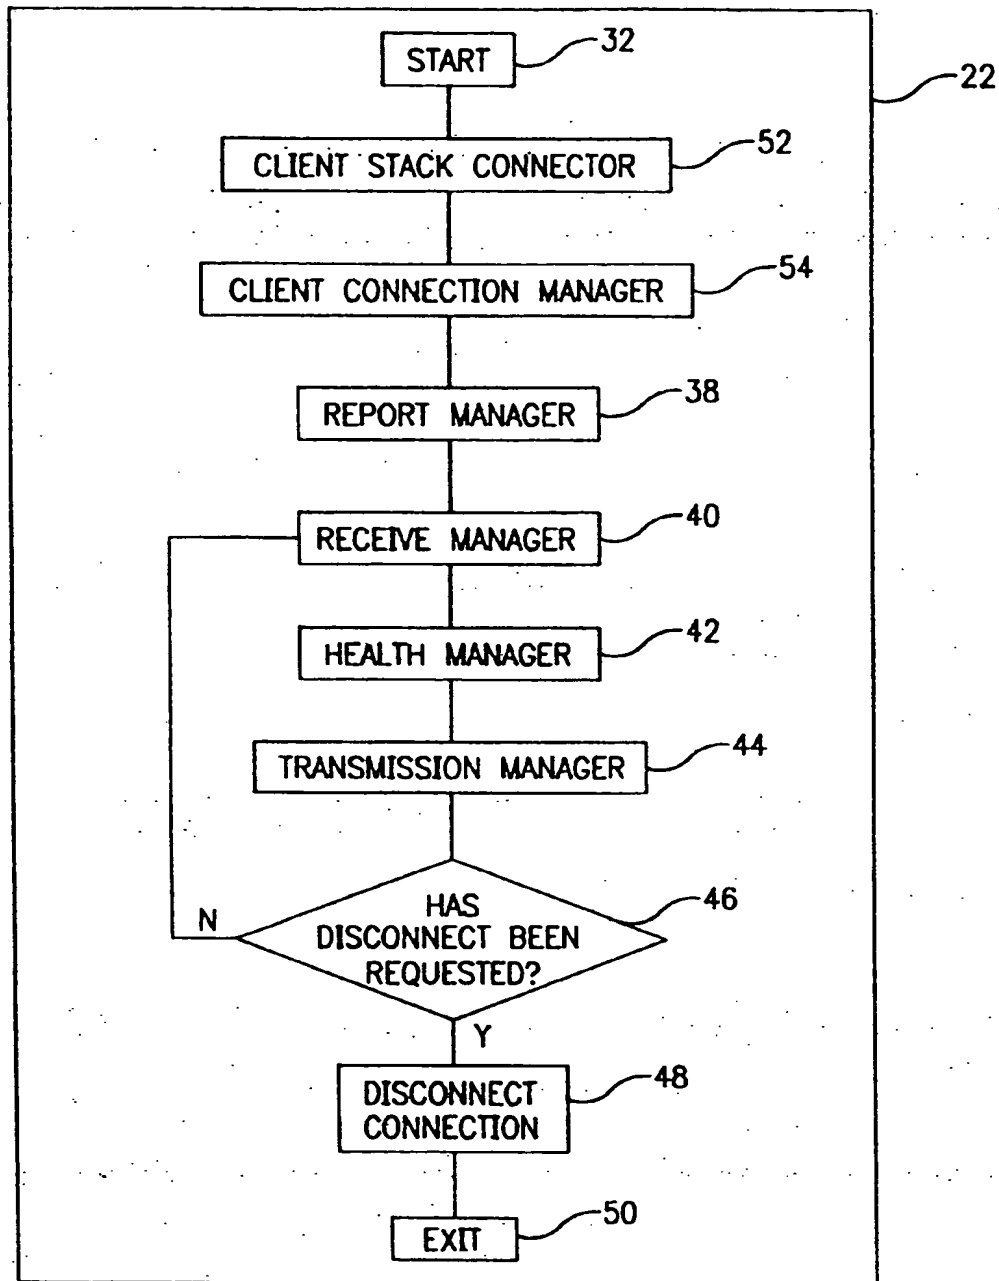 START
32
22
CLIENT STACK CONNECTOR
52
CLIENT CONNECTION MANAGER
54
REPORT MANAGER
38
RECEIVE MANAGER
40
HEALTH MANAGER
42
TRANSMISSION MANAGER
44
HAS
DISCONNECT BEEN
REQUESTED?
46
N
Y
DISCONNECT
CONNECTION
48
EXIT
50